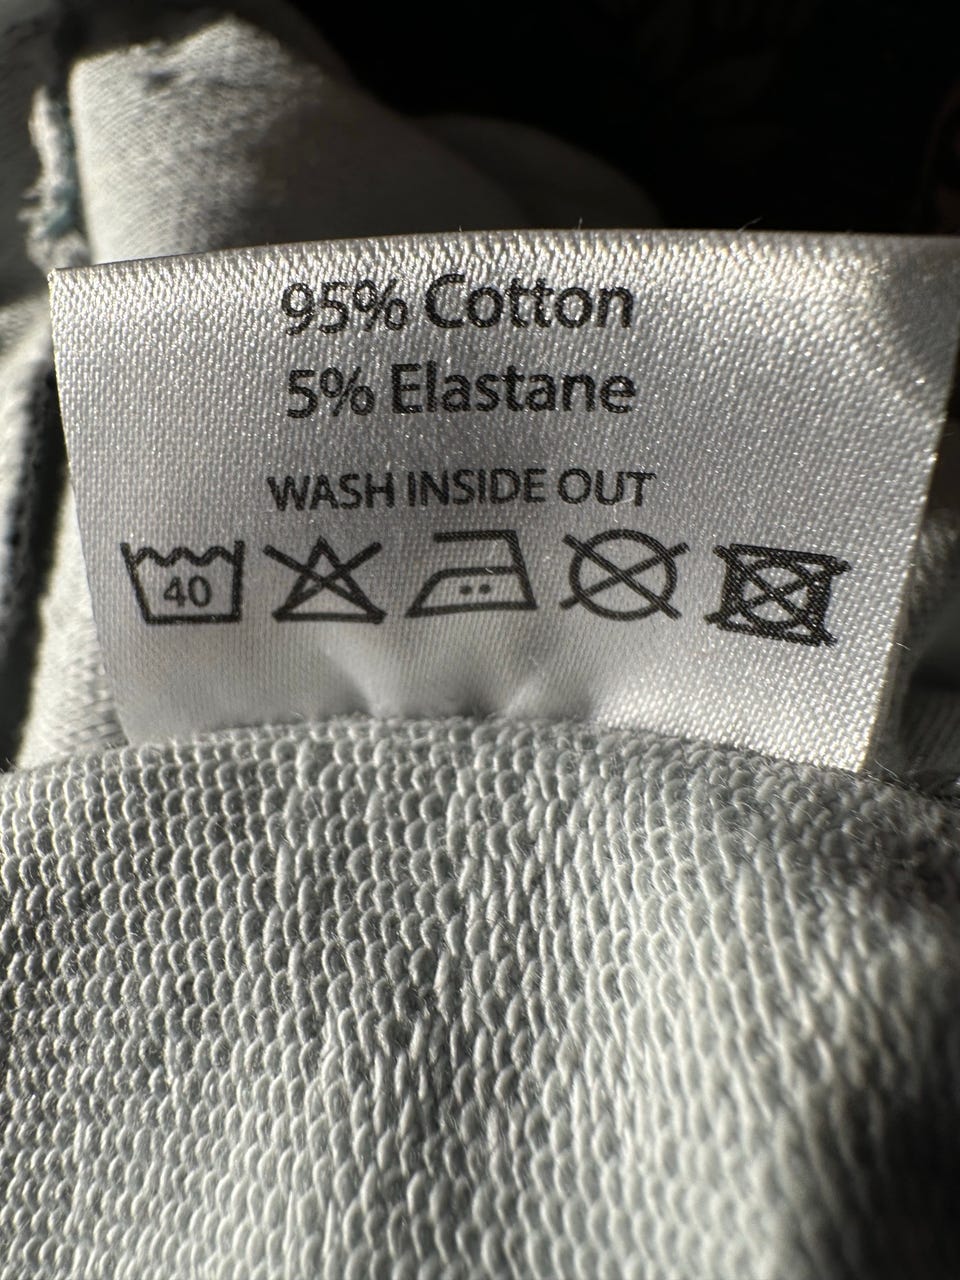 95% Cotton
5% Elastane
WASH INSIDE OUT
40